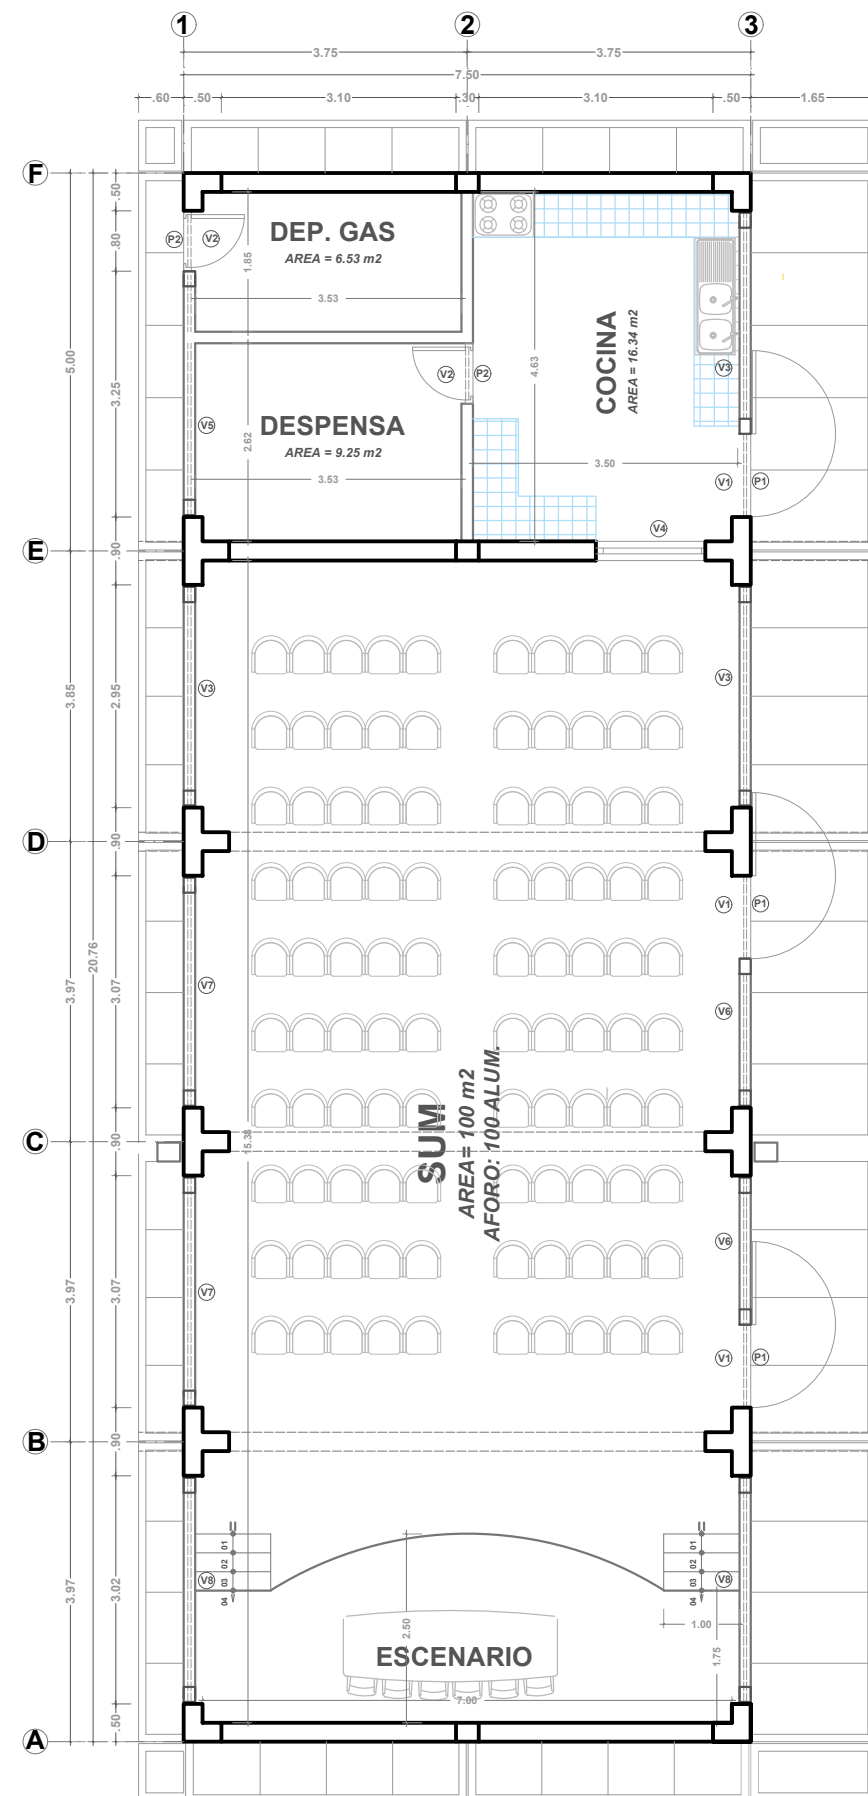 1 2 3
3.75 3.75
7.50
.60 .50 3.10 .30 3.10 .50 1.65
F
.50
DEP. GAS
AREA = 6.53 m2
P2 V2
.80
1.85
3.53
COCINA
AREA = 16.34 m2
V3
5.00
3.25
4.63
V2 P2
DESPENSA
AREA = 9.25 m2
V5
2.62
3.53
3.50
V1 P1
V4
E
.90
V3
V3
3.85
2.95
D
.90
V1 P1
20.76
3.97
3.07
V7
V6
SUM
AREA= 100 m2
AFORO: 100 ALUM.
C
.90
15.38
V6
3.97
3.07
V7
V1 P1
B
.90
01
02
03
04
V8
01
02
03
04
V8
3.97
3.02
2.50
1.00
1.75
ESCENARIO
7.00
.50
A